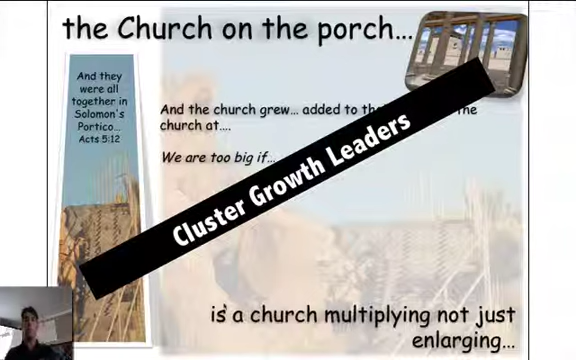 the Church on the porch...
And they
were all
together in
Solomon's
Portico...
Acts 5:12
And the church grew... added to the
church at....
We are too big if...
Cluster Growth Leaders
is a church multiplying not just
enlarging...